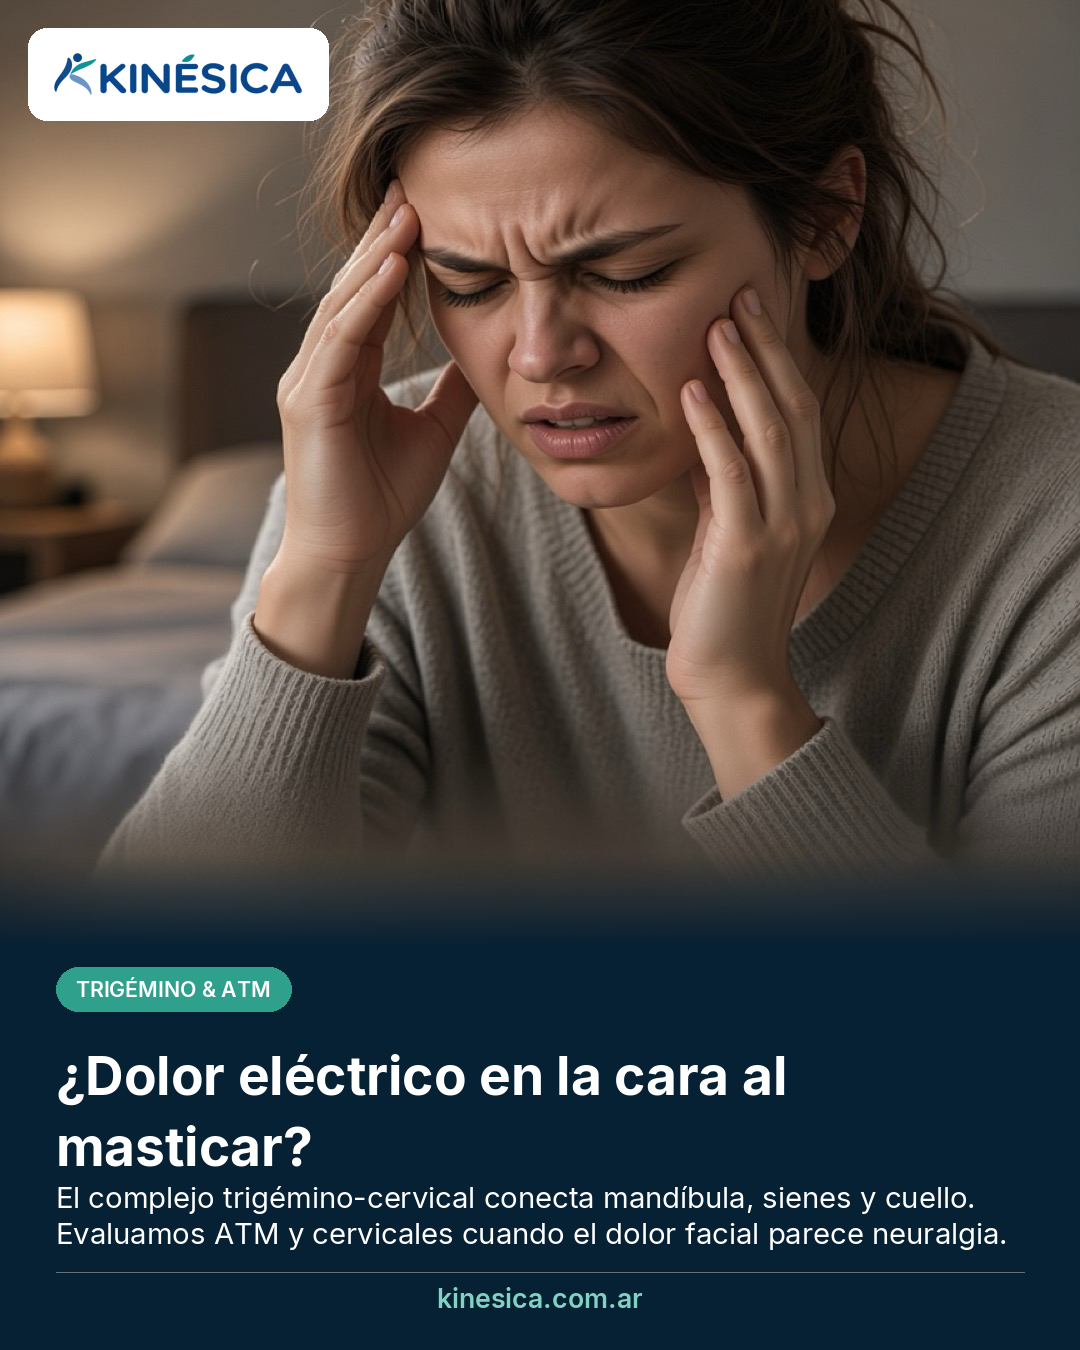 KINÉSICA
TRIGÉMINO & ATM
¿Dolor eléctrico en la cara al
masticar?
El complejo trigémino-cervical conecta mandíbula, sienes y cuello.
Evaluamos ATM y cervicales cuando el dolor facial parece neuralgia.
kinesica.com.ar